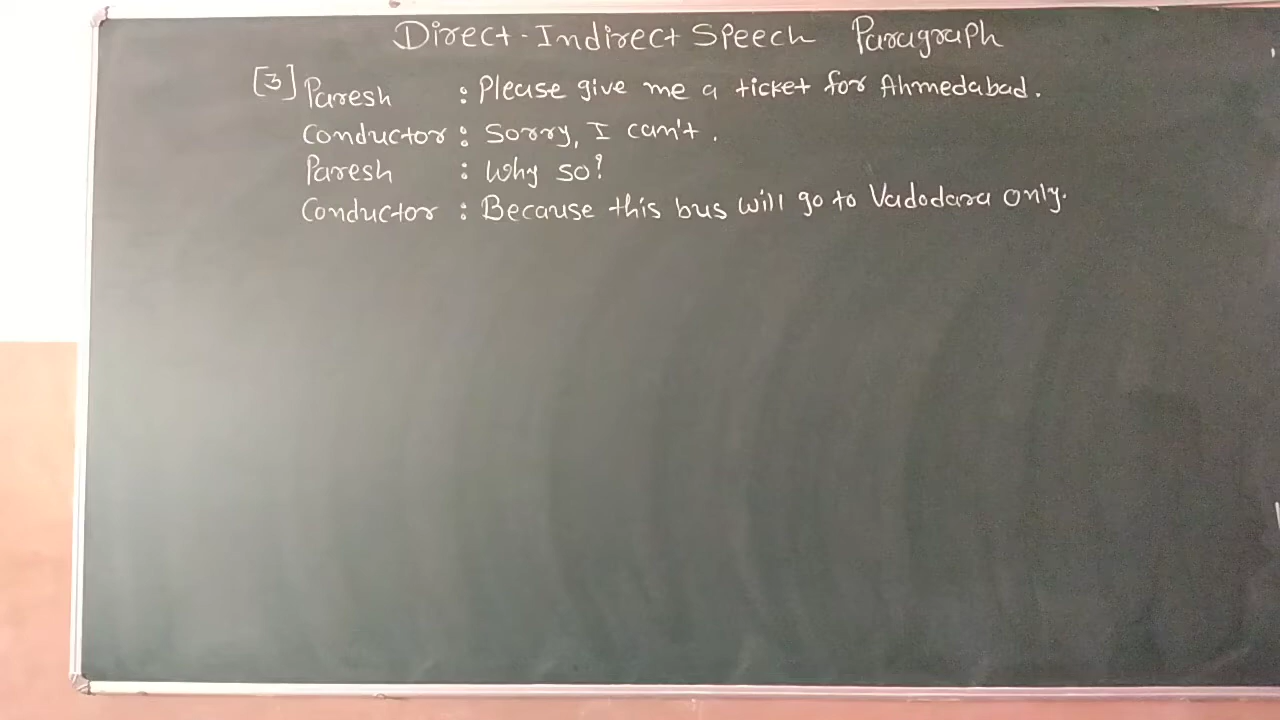 Direct-Indirect Speech Paragraph
[3] Paresh : Please give me a ticket for Ahmedabad.
Conductor : Sorry, I can't.
Paresh : Why so?
Conductor : Because this bus will go to Vadodara only.